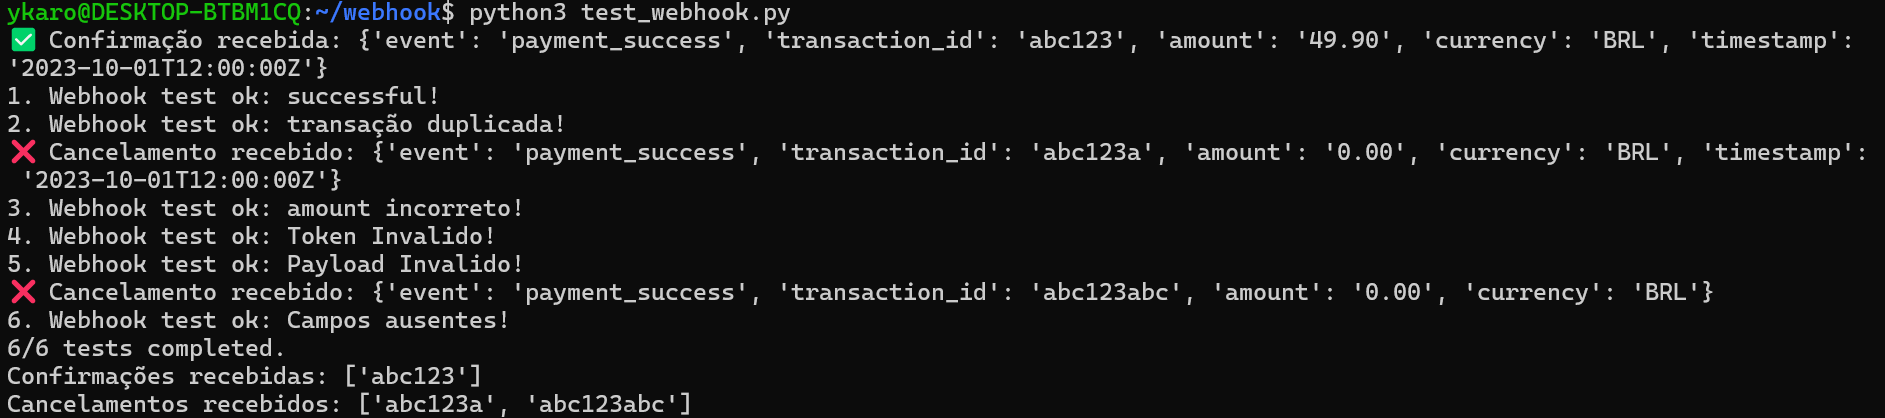 ykaro@DESKTOP-BTBM1CQ:~/webhook$ python3 test_webhook.py
✅ Confirmação recebida: {'event': 'payment_success', 'transaction_id': 'abc123', 'amount': '49.90', 'currency': 'BRL', 'timestamp':
'2023-10-01T12:00:00Z'}
1. Webhook test ok: successful!
2. Webhook test ok: transação duplicada!
❌ Cancelamento recebido: {'event': 'payment_success', 'transaction_id': 'abc123a', 'amount': '0.00', 'currency': 'BRL', 'timestamp':
'2023-10-01T12:00:00Z'}
3. Webhook test ok: amount incorreto!
4. Webhook test ok: Token Invalido!
5. Webhook test ok: Payload Invalido!
❌ Cancelamento recebido: {'event': 'payment_success', 'transaction_id': 'abc123abc', 'amount': '0.00', 'currency': 'BRL'}
6. Webhook test ok: Campos ausentes!
6/6 tests completed.
Confirmações recebidas: ['abc123']
Cancelamentos recebidos: ['abc123a', 'abc123abc']